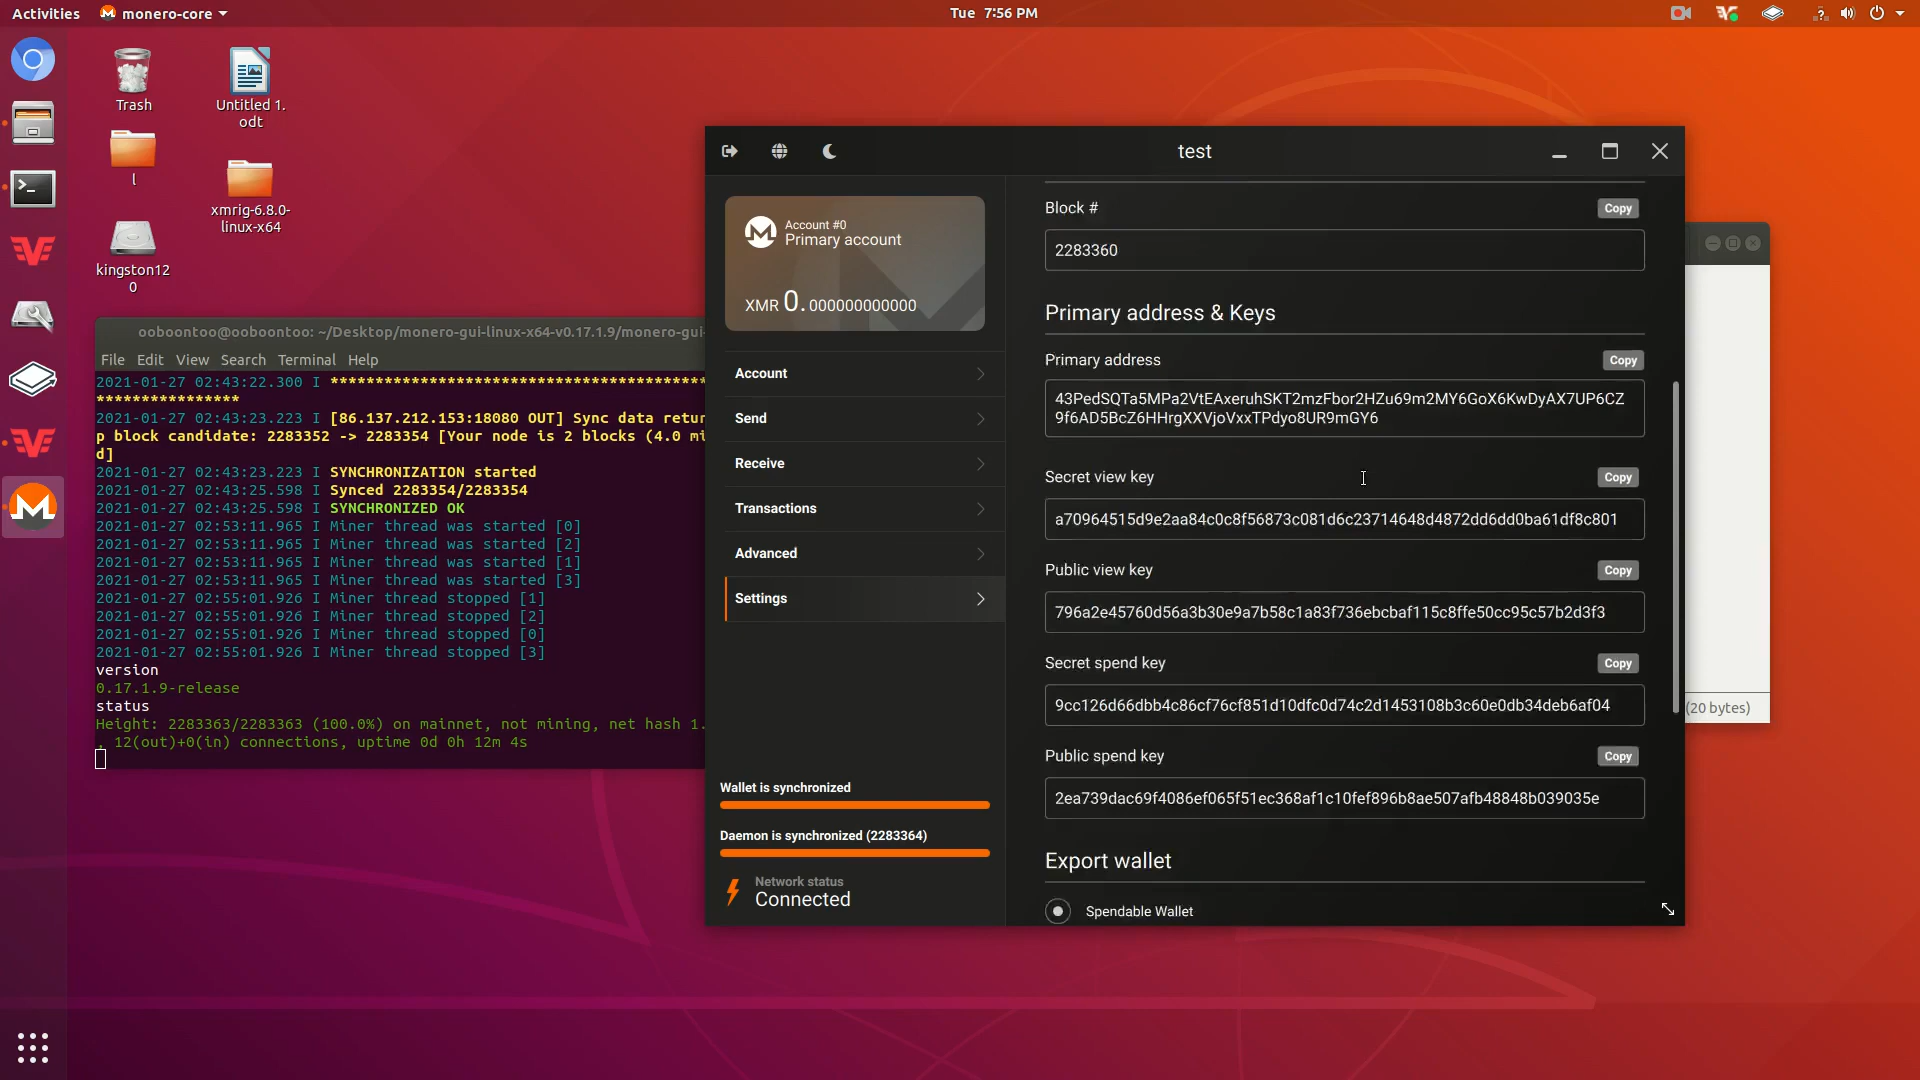 Activities
monero-core
Tue 7:56 PM
Trash
Untitled 1.
odt
l
xmrig-6.8.0-
linux-x64
kingston12
0
ooboontoo@ooboontoo: ~/Desktop/monero-gui-linux-x64-v0.17.1.9/monero-gui-
File Edit View Search Terminal Help
2021-01-27 02:43:22.300 I ******************************************
****************
2021-01-27 02:43:23.223 I [86.137.212.153:18080 OUT] Sync data retur
p block candidate: 2283352 -> 2283354 [Your node is 2 blocks (4.0 mi
d]
2021-01-27 02:43:23.223 I SYNCHRONIZATION started
2021-01-27 02:43:25.598 I Synced 2283354/2283354
2021-01-27 02:43:25.598 I SYNCHRONIZED OK
2021-01-27 02:53:11.965 I Miner thread was started [0]
2021-01-27 02:53:11.965 I Miner thread was started [2]
2021-01-27 02:53:11.965 I Miner thread was started [1]
2021-01-27 02:53:11.965 I Miner thread was started [3]
2021-01-27 02:55:01.926 I Miner thread stopped [1]
2021-01-27 02:55:01.926 I Miner thread stopped [2]
2021-01-27 02:55:01.926 I Miner thread stopped [0]
2021-01-27 02:55:01.926 I Miner thread stopped [3]
version
0.17.1.9-release
status
Height: 2283363/2283363 (100.0%) on mainnet, not mining, net hash 1.
, 12(out)+0(in) connections, uptime 0d 0h 12m 4s
test
Account #0
Primary account
XMR 0.000000000000
Account
Send
Receive
Transactions
Advanced
Settings
Wallet is synchronized
Daemon is synchronized (2283364)
Network status
Connected
Block #
Copy
2283360
Primary address & Keys
Primary address
Copy
43PedSQTa5MPa2VtEAxeruhSKT2mzFbor2HZu69m2MY6GoX6KwDyAX7UP6CZ
9f6AD5BcZ6HHrgXXVjoVxxTPdyo8UR9mGY6
Secret view key
Copy
a70964515d9e2aa84c0c8f56873c081d6c23714648d4872dd6dd0ba61df8c801
Public view key
Copy
796a2e45760d56a3b30e9a7b58c1a83f736ebcbaf115c8ffe50cc95c57b2d3f3
Secret spend key
Copy
9cc126d66dbb4c86cf76cf851d10dfc0d74c2d1453108b3c60e0db34deb6af04
Public spend key
Copy
2ea739dac69f4086ef065f51ec368af1c10fef896b8ae507afb48848b039035e
Export wallet
Spendable Wallet
(20 bytes)